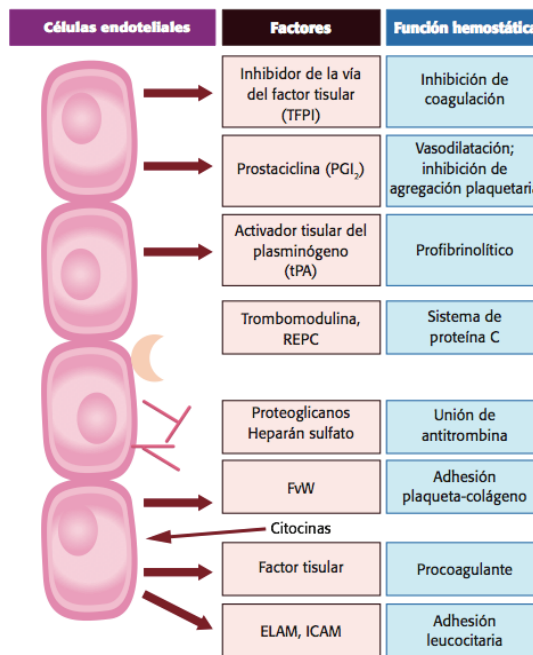 Células endoteliales
Factores
Función hemostática
Inhibidor de la vía
del factor tisular
(TFPI)
Inhibición de
coagulación
Prostaciclina (PGI₂)
Vasodilatación;
inhibición de
agregación plaquetaria
Activador tisular del
plasminógeno
(tPA)
Profibrinolítico
Trombomodulina,
REPC
Sistema de
proteína C
Proteoglicanos
Heparán sulfato
Unión de
antitrombina
FvW
Adhesión
plaqueta-colágeno
Citocinas
Factor tisular
Procoagulante
ELAM, ICAM
Adhesión
leucocitaria